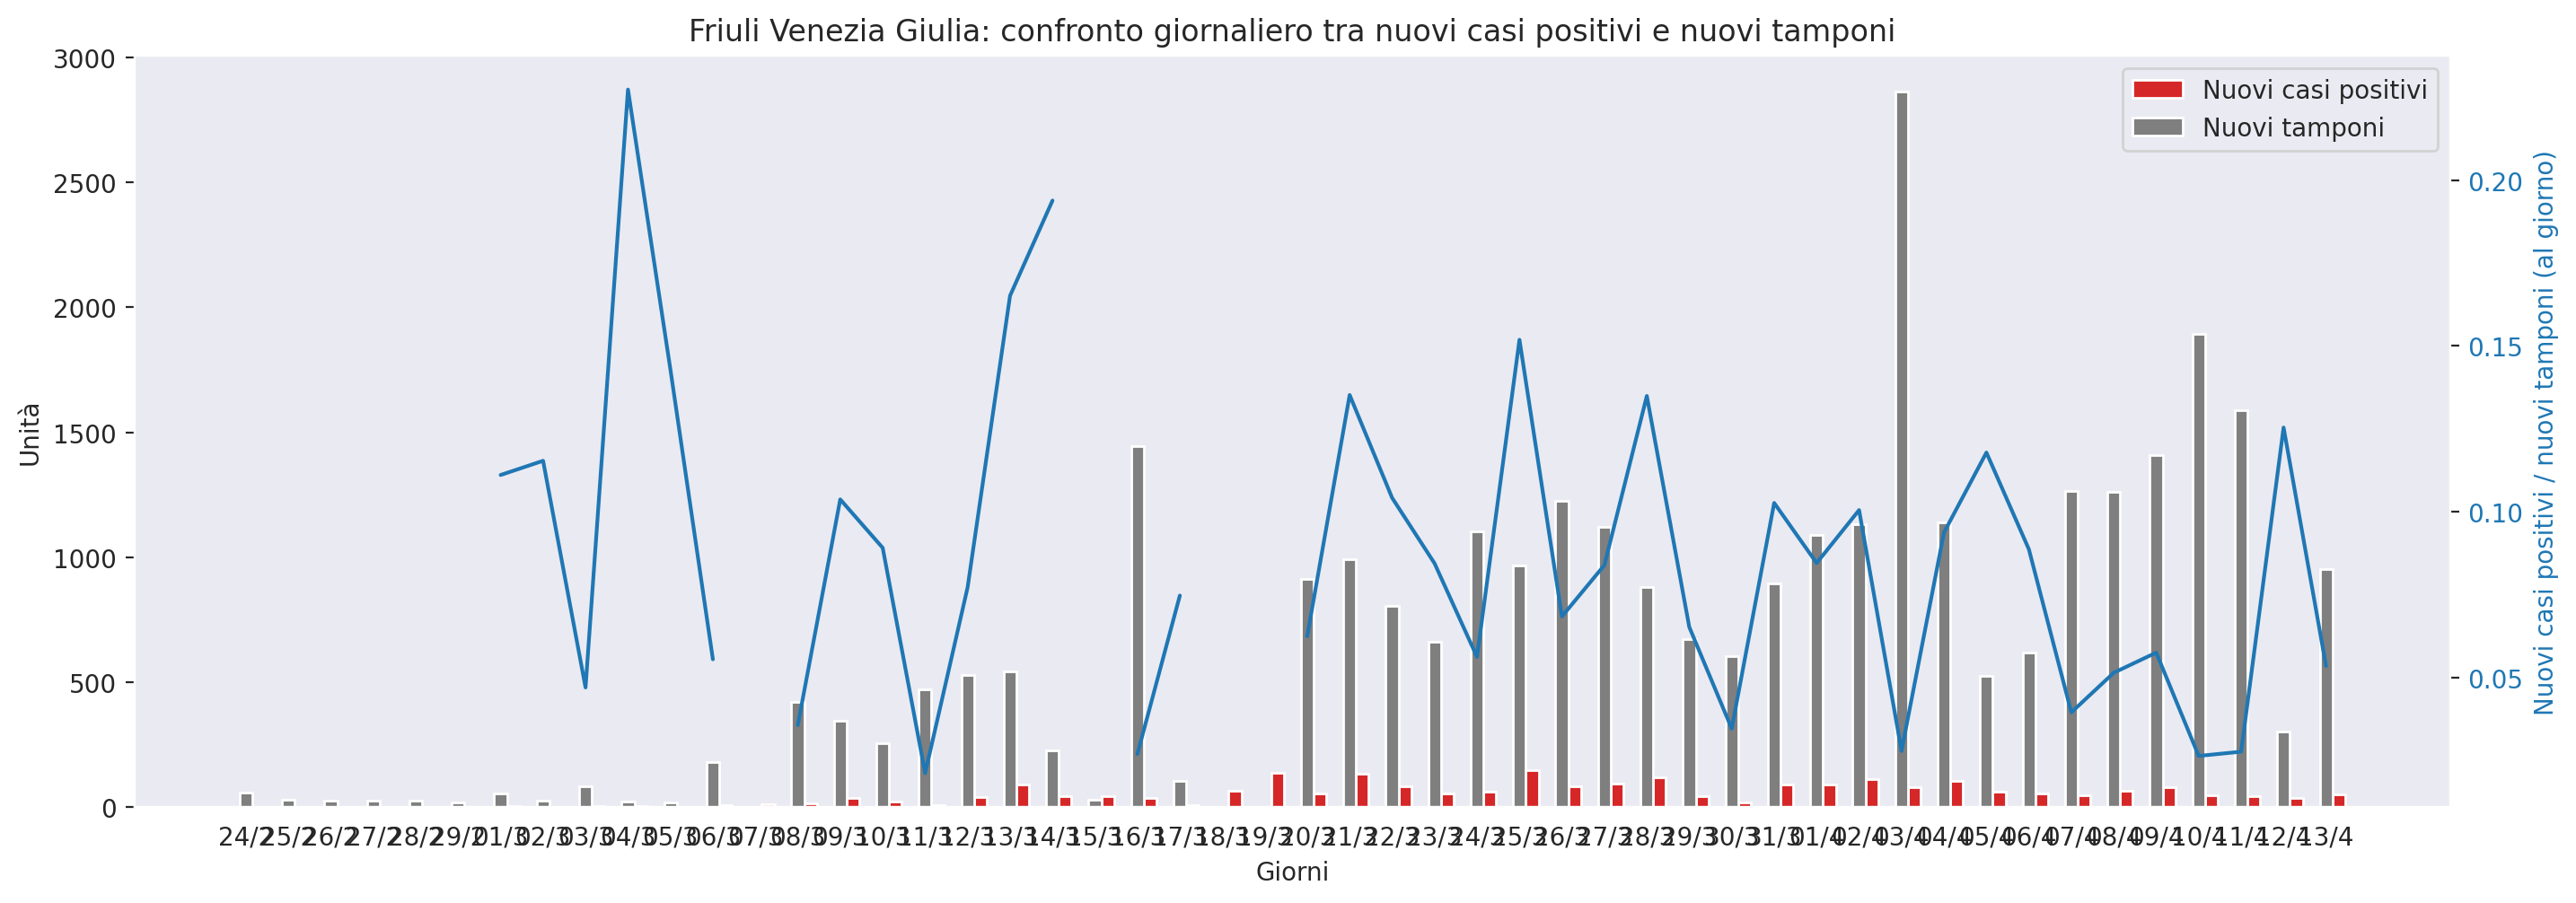 Friuli Venezia Giulia: confronto giornaliero tra nuovi casi positivi e nuovi tamponi
Nuovi casi positivi
Nuovi tamponi
3000
2500
2000
1500
1000
500
0
Unità
0.20
0.15
0.10
0.05
Nuovi casi positivi / nuovi tamponi (al giorno)
24/2 25/2 26/2 27/2 28/2 29/2 01/3 02/3 03/3 04/3 05/3 06/3 07/3 08/3 09/3 10/3 11/3 12/3 13/3 14/3 15/3 16/3 17/3 18/3 19/3 20/3 21/3 22/3 23/3 24/3 25/3 26/3 27/3 28/3 29/3 30/3 31/3 01/4 02/4 03/4 04/4 05/4 06/4 07/4 08/4 09/4 10/4 11/4 12/4 13/4
Giorni